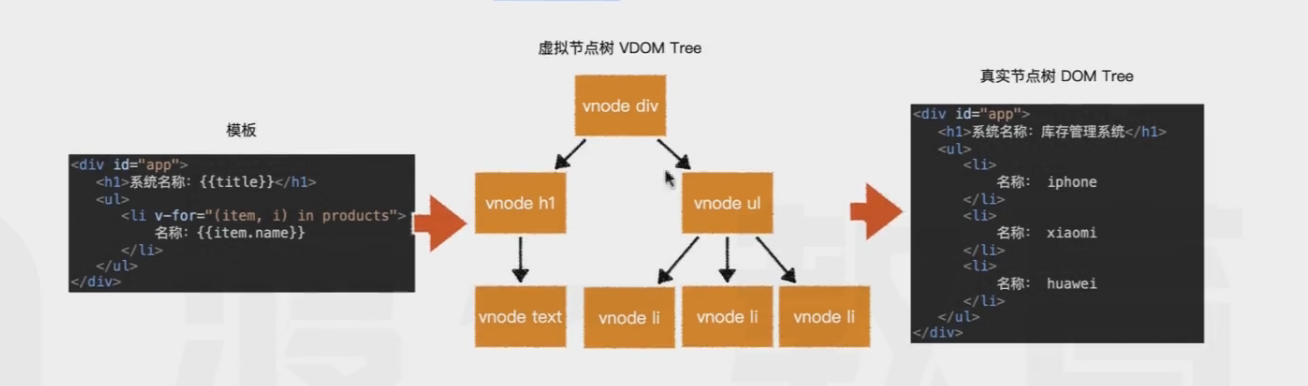 模板
<div id="app">
<h1>系统名称：{{title}}</h1>
<ul>
<li v-for="(item, i) in products">
名称：{{item.name}}
</li>
</ul>
</div>
虚拟节点树 VDOM Tree
vnode div
vnode h1
vnode ul
vnode text
vnode li
vnode li
vnode li
真实节点树 DOM Tree
<div id="app">
<h1>系统名称：库存管理系统</h1>
<ul>
<li>
名称： iphone
</li>
<li>
名称： xiaomi
</li>
<li>
名称： huawei
</li>
</ul>
</div>